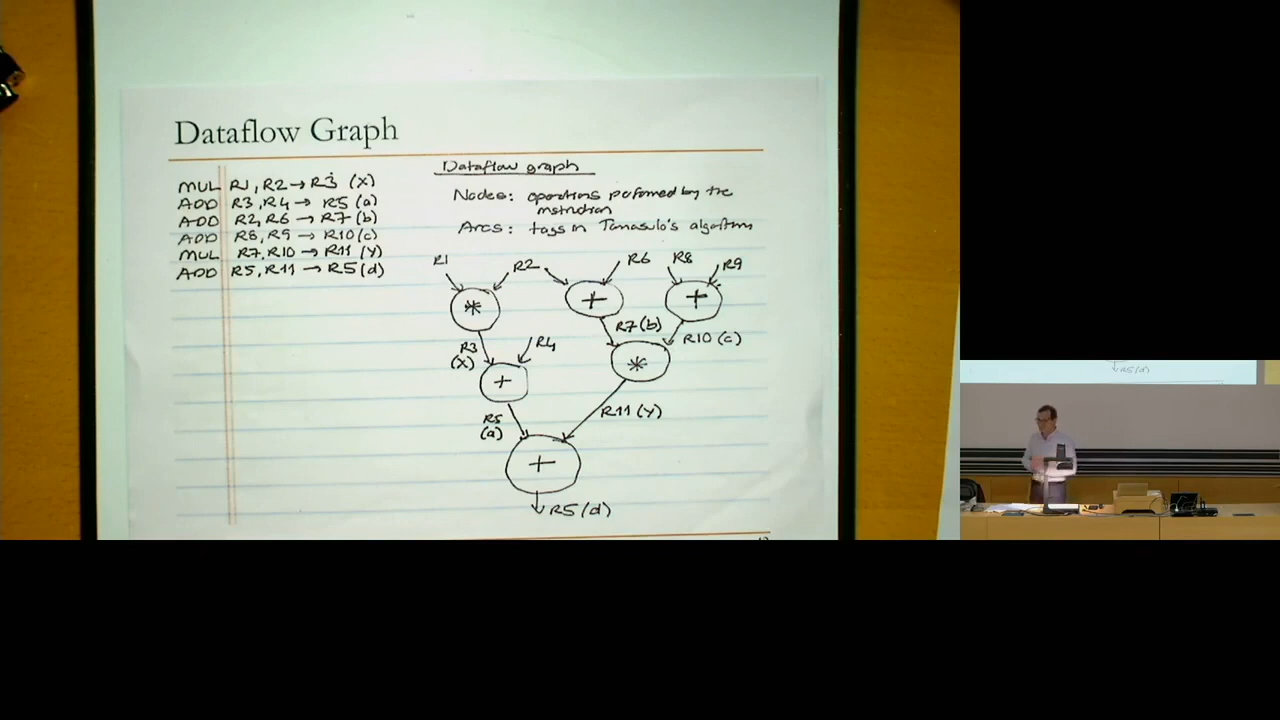 Dataflow Graph
MUL R1, R2 → R3 (X)
ADD R3, R4 → R5 (a)
ADD R2, R6 → R7 (b)
ADD R8, R9 → R10 (c)
MUL R7, R10 → R11 (Y)
ADD R5, R11 → R5 (d)
Dataflow graph
Nodes: operations performed by the
instruction
Arcs: tags in Tomasulo's algorithm
R1 R2 R6 R8 R9
* + +
R7 (b) R10 (c)
R3 R4
(X) *
+
R5 R11 (Y)
(a)
+
R5 (d)
R5 (d)